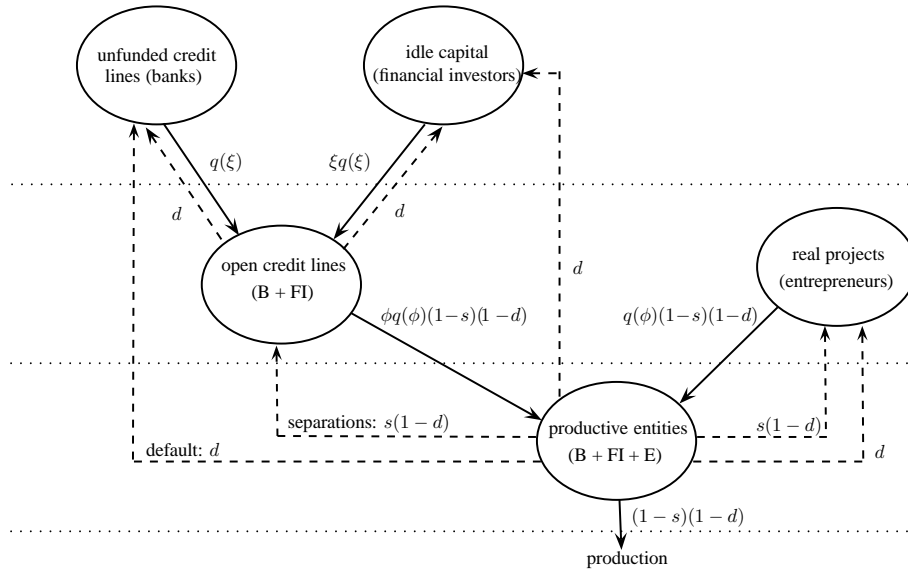 unfunded credit
lines (banks)
idle capital
(financial investors)
q(ξ)
ξq(ξ)
d
d
d
open credit lines
(B + FI)
real projects
(entrepreneurs)
ϕq(ϕ)(1−s)(1−d)
q(ϕ)(1−s)(1−d)
separations: s(1−d)
productive entities
(B + FI + E)
s(1−d)
default: d
d
(1−s)(1−d)
production